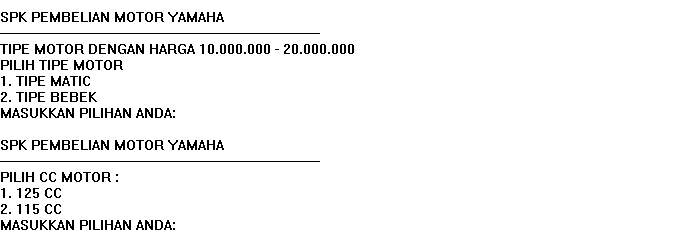 SPK PEMBELIAN MOTOR YAMAHA
TIPE MOTOR DENGAN HARGA 10.000.000 - 20.000.000
PILIH TIPE MOTOR
1. TIPE MATIC
2. TIPE BEBEK
MASUKKAN PILIHAN ANDA:
SPK PEMBELIAN MOTOR YAMAHA
PILIH CC MOTOR :
1. 125 CC
2. 115 CC
MASUKKAN PILIHAN ANDA: